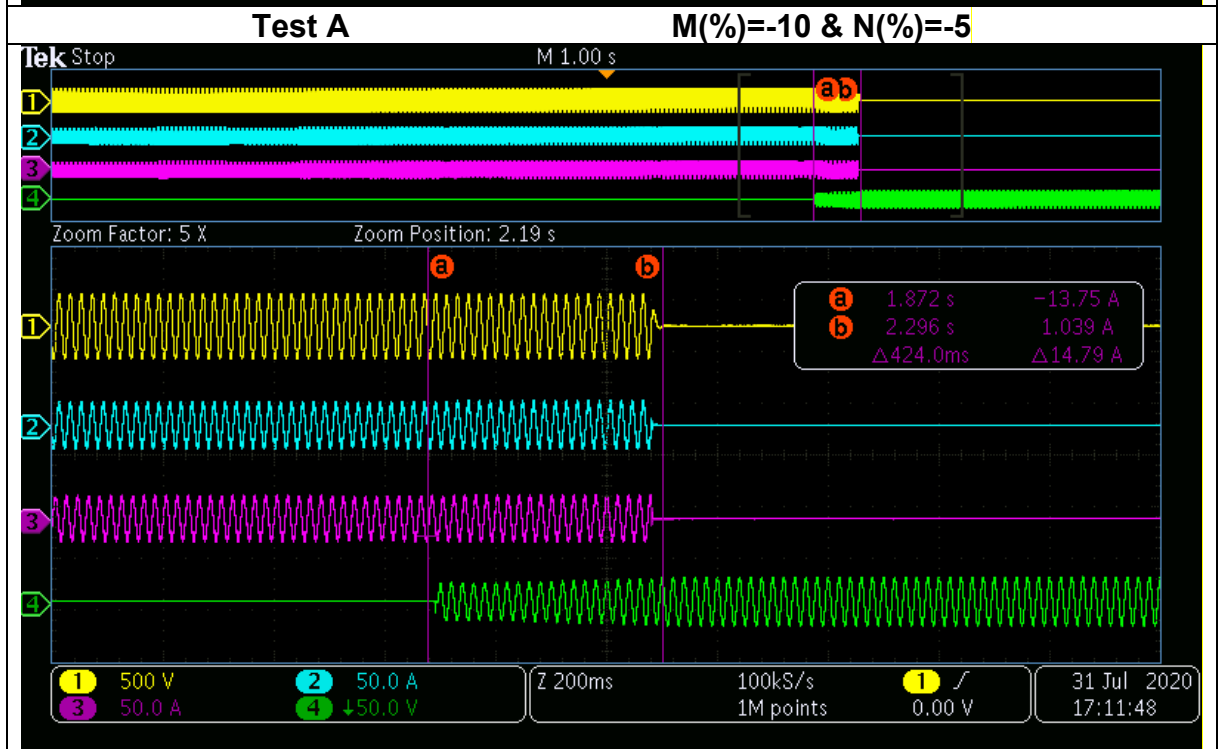 Test A M(%)=-10 & N(%)=-5
Tek Stop M 1.00 s
a b
1
2
3
4
Zoom Factor: 5 X Zoom Position: 2.19 s
a b
a 1.872 s -13.75 A
b 2.296 s 1.039 A
△424.0ms △14.79 A
1
2
3
4
1 500 V 2 50.0 A Z 200ms 100kS/s 1 31 Jul 2020
3 50.0 A 4 ↓50.0 V 1M points 0.00 V 17:11:48